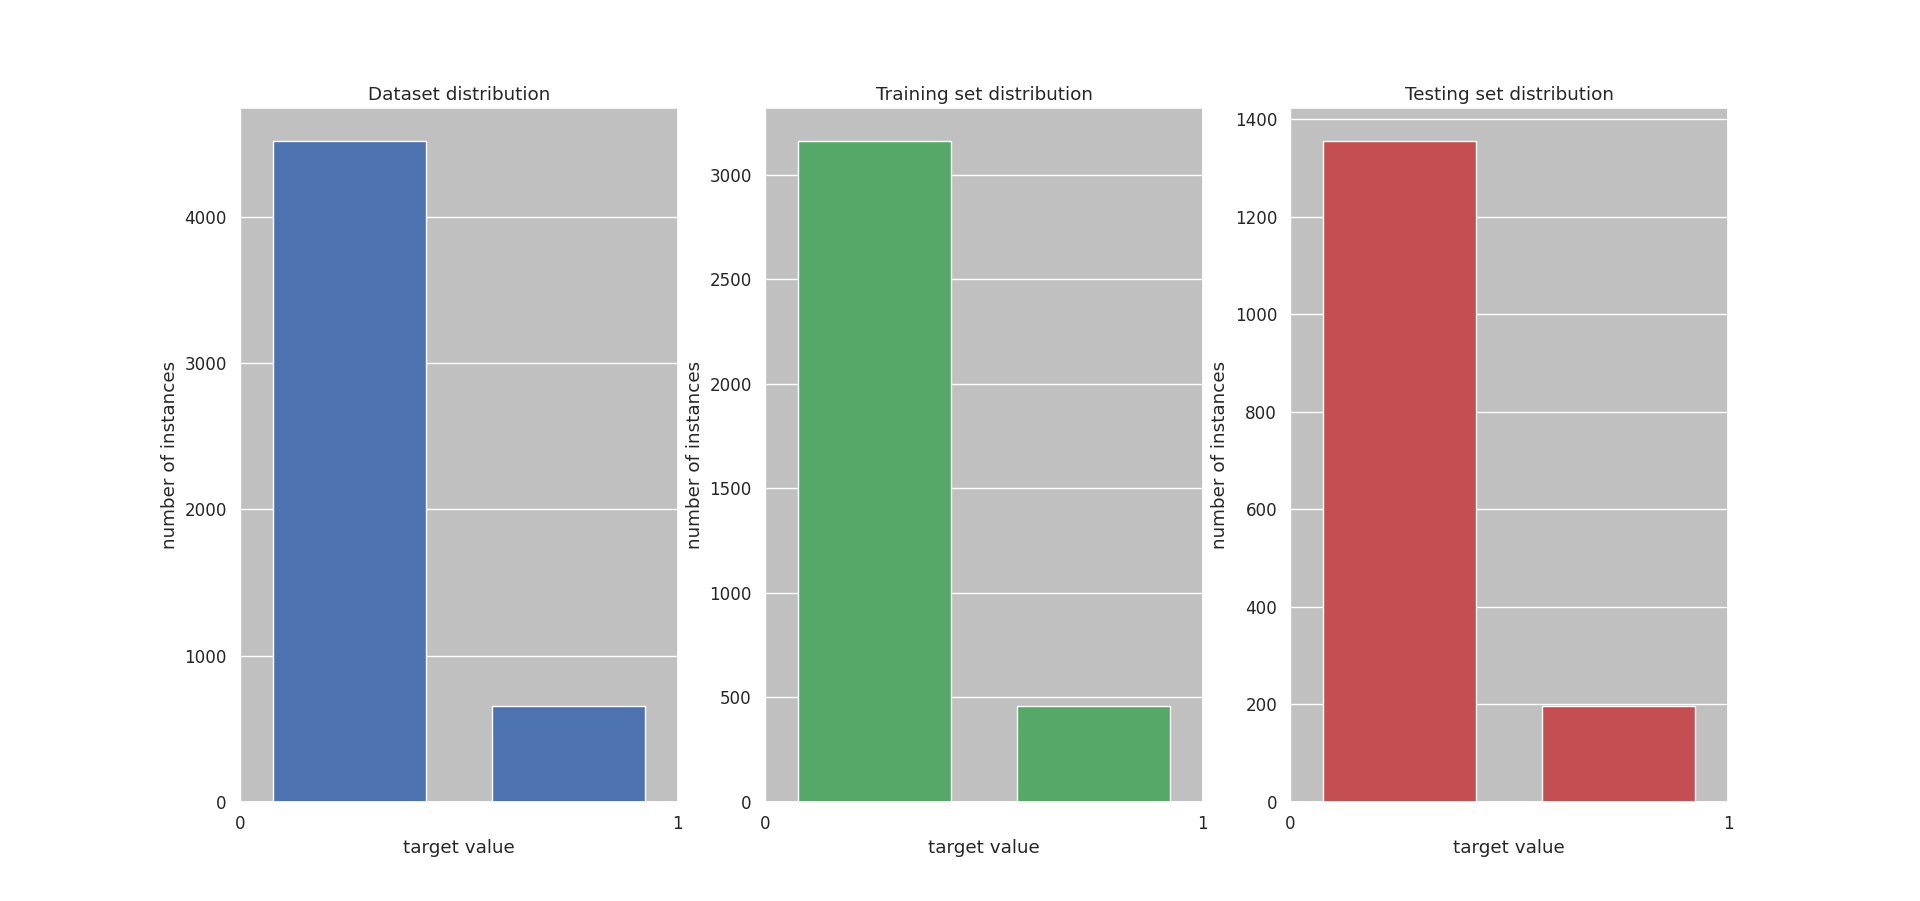 Dataset distribution
number of instances
4000
3000
2000
1000
0
0 1
target value
Training set distribution
number of instances
3000
2500
2000
1500
1000
500
0
0 1
target value
Testing set distribution
number of instances
1400
1200
1000
800
600
400
200
0
0 1
target value